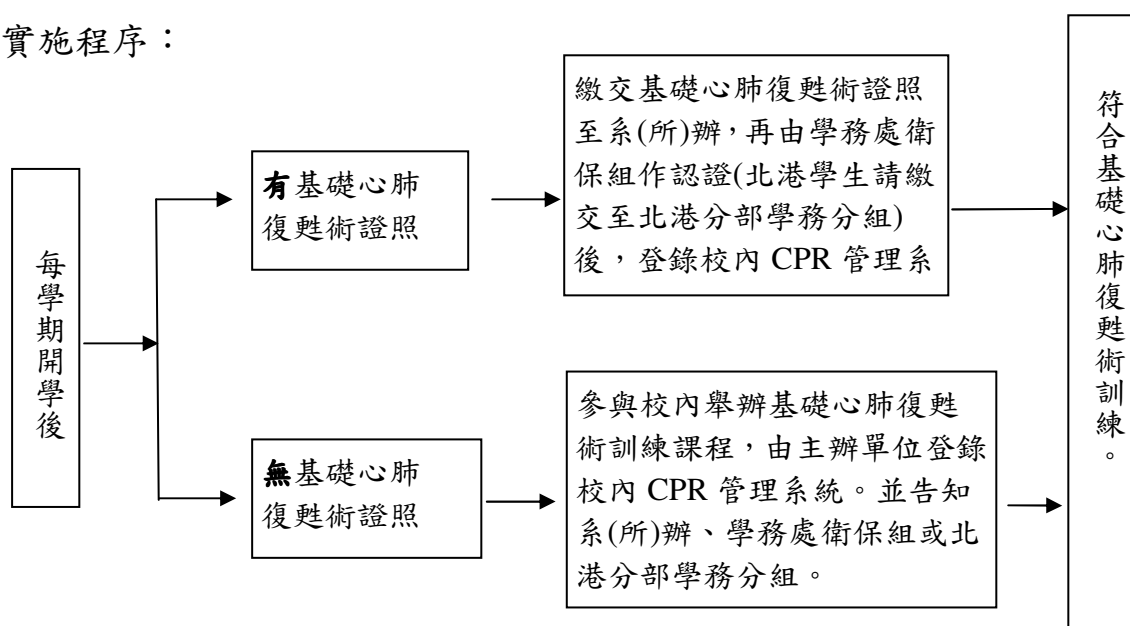 實施程序：
每學期開學後
有基礎心肺
復甦術證照
繳交基礎心肺復甦術證照
至系(所)辦，再由學務處衛
保組作認證(北港學生請繳
交至北港分部學務分組)
後，登錄校內 CPR 管理系
無基礎心肺
復甦術證照
參與校內舉辦基礎心肺復甦
術訓練課程，由主辦單位登錄
校內 CPR 管理系統。並告知
系(所)辦、學務處衛保組或北
港分部學務分組。
符合基礎心肺復甦術訓練。